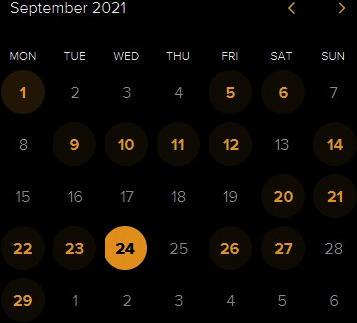 September 2021
MON TUE WED THU FRI SAT SUN
1 2 3 4 5 6 7
8 9 10 11 12 13 14
15 16 17 18 19 20 21
22 23 24 25 26 27 28
29 1 2 3 4 5 6